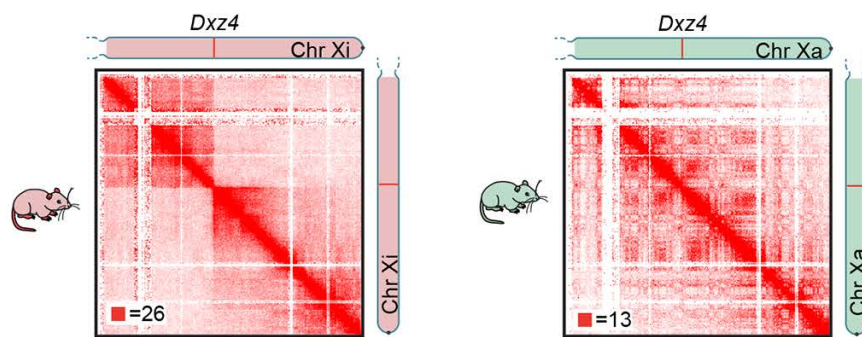 Dxz4
Chr Xi
Chr Xi
=26
Dxz4
Chr Xa
Chr Xa
=13